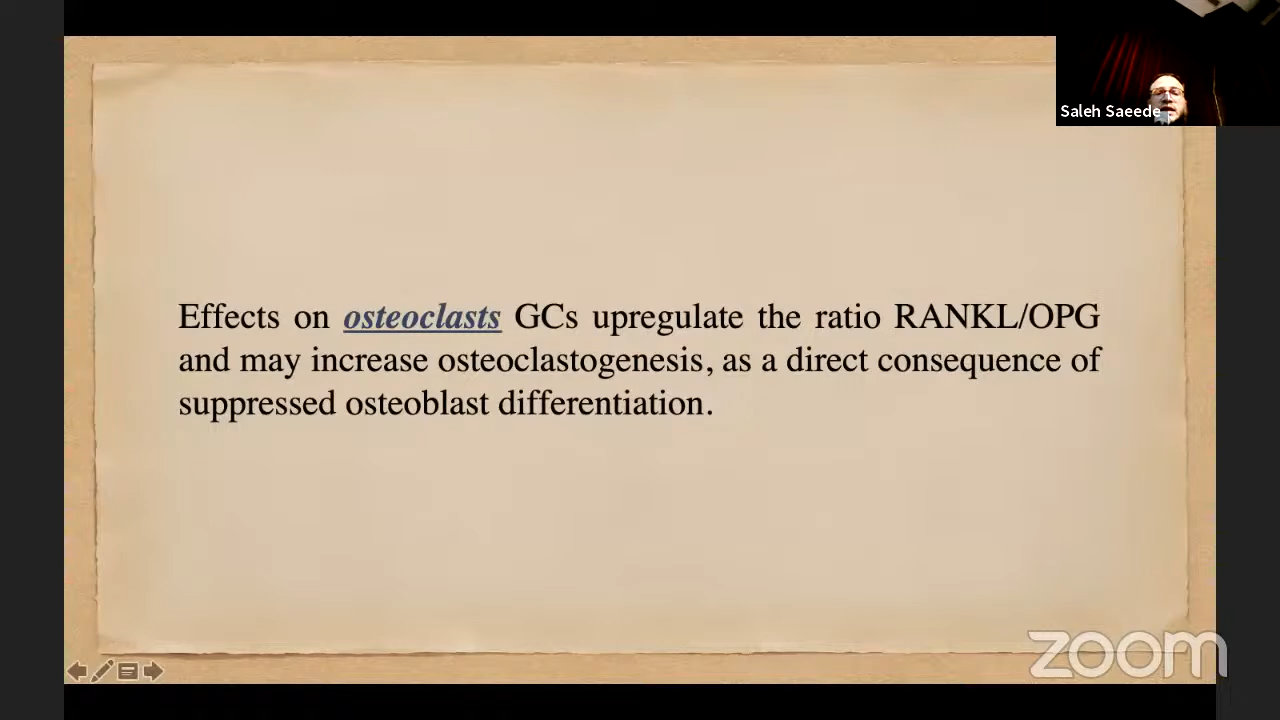 Saleh Saeede
Effects on osteoclasts GCs upregulate the ratio RANKL/OPG
and may increase osteoclastogenesis, as a direct consequence of
suppressed osteoblast differentiation.
zoom